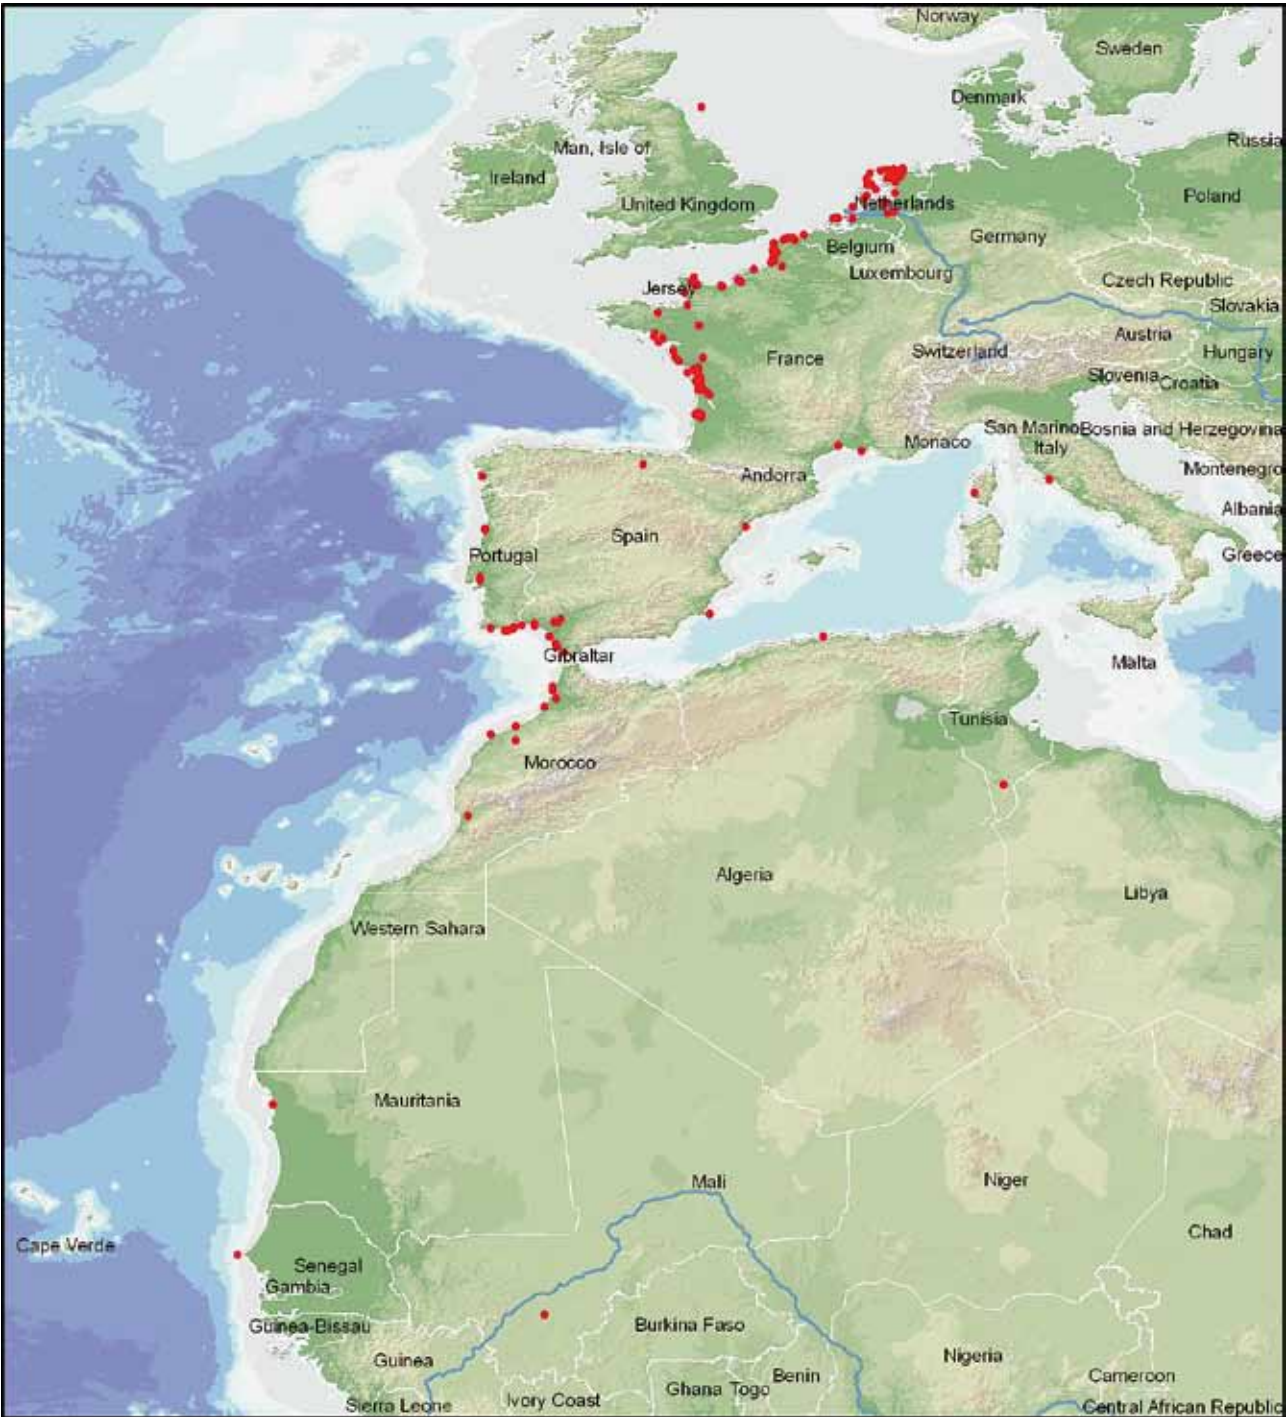 Norway
Sweden
Denmark
Russia
Man, Isle of
Ireland
United Kingdom
Netherlands
Poland
Belgium
Germany
Luxembourg
Czech Republic
Jersey
Slovakia
Austria
France
Switzerland
Hungary
Slovenia
Croatia
San Marino
Bosnia and Herzegovina
Monaco
Italy
Andorra
Montenegro
Albania
Spain
Portugal
Greece
Gibraltar
Malta
Tunisia
Morocco
Algeria
Libya
Western Sahara
Mauritania
Mali
Niger
Chad
Cape Verde
Senegal
Gambia
Guinea-Bissau
Burkina Faso
Guinea
Nigeria
Benin
Cameroon
Ghana
Togo
Ivory Coast
Sierra Leone
Central African Republic